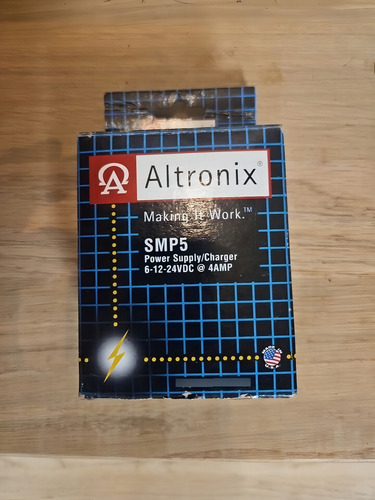 Altronix®
Making It Work.™
SMP5
Power Supply/Charger
6-12-24VDC @ 4AMP